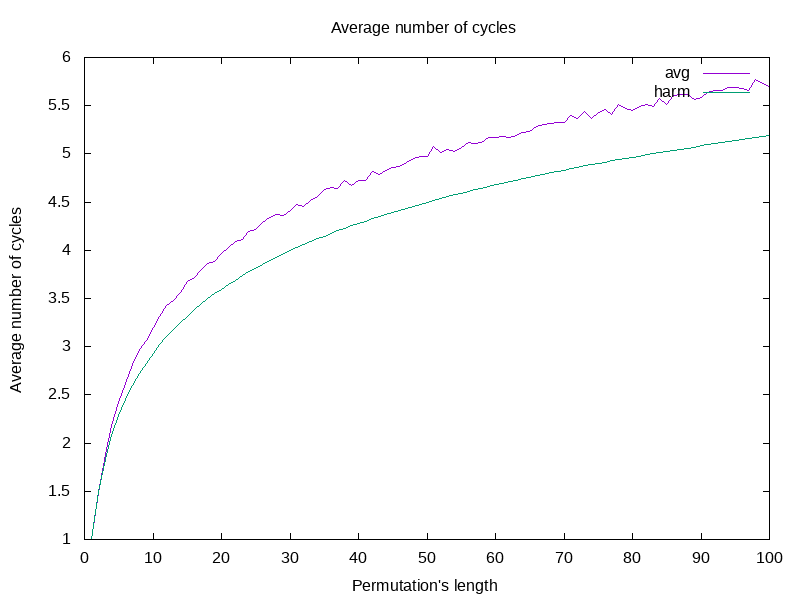 Average number of cycles
avg
harm
6
5.5
5
4.5
4
3.5
3
2.5
2
1.5
1
Average number of cycles
0 10 20 30 40 50 60 70 80 90 100
Permutation's length